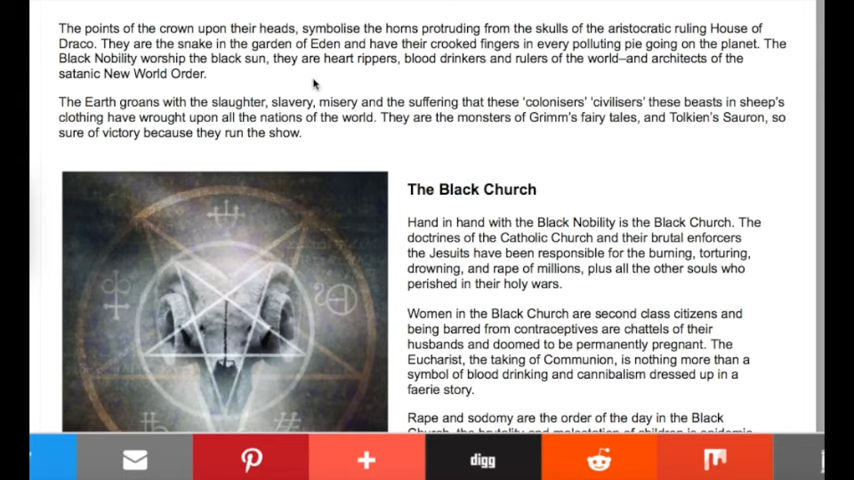 The points of the crown upon their heads, symbolise the horns protruding from the skulls of the aristocratic ruling House of
Draco. They are the snake in the garden of Eden and have their crooked fingers in every polluting pie going on the planet. The
Black Nobility worship the black sun, they are heart rippers, blood drinkers and rulers of the world–and architects of the
satanic New World Order.
The Earth groans with the slaughter, slavery, misery and the suffering that these ‘colonisers’ ‘civilisers’ these beasts in sheep’s
clothing have wrought upon all the nations of the world. They are the monsters of Grimm’s fairy tales, and Tolkien’s Sauron, so
sure of victory because they run the show.
The Black Church
Hand in hand with the Black Nobility is the Black Church. The
doctrines of the Catholic Church and their brutal enforcers
the Jesuits have been responsible for the burning, torturing,
drowning, and rape of millions, plus all the other souls who
perished in their holy wars.
Women in the Black Church are second class citizens and
being barred from contraceptives are chattels of their
husbands and doomed to be permanently pregnant. The
Eucharist, the taking of Communion, is nothing more than a
symbol of blood drinking and cannibalism dressed up in a
faerie story.
Rape and sodomy are the order of the day in the Black
Church, the brutality and molestation of children is epidemic
digg